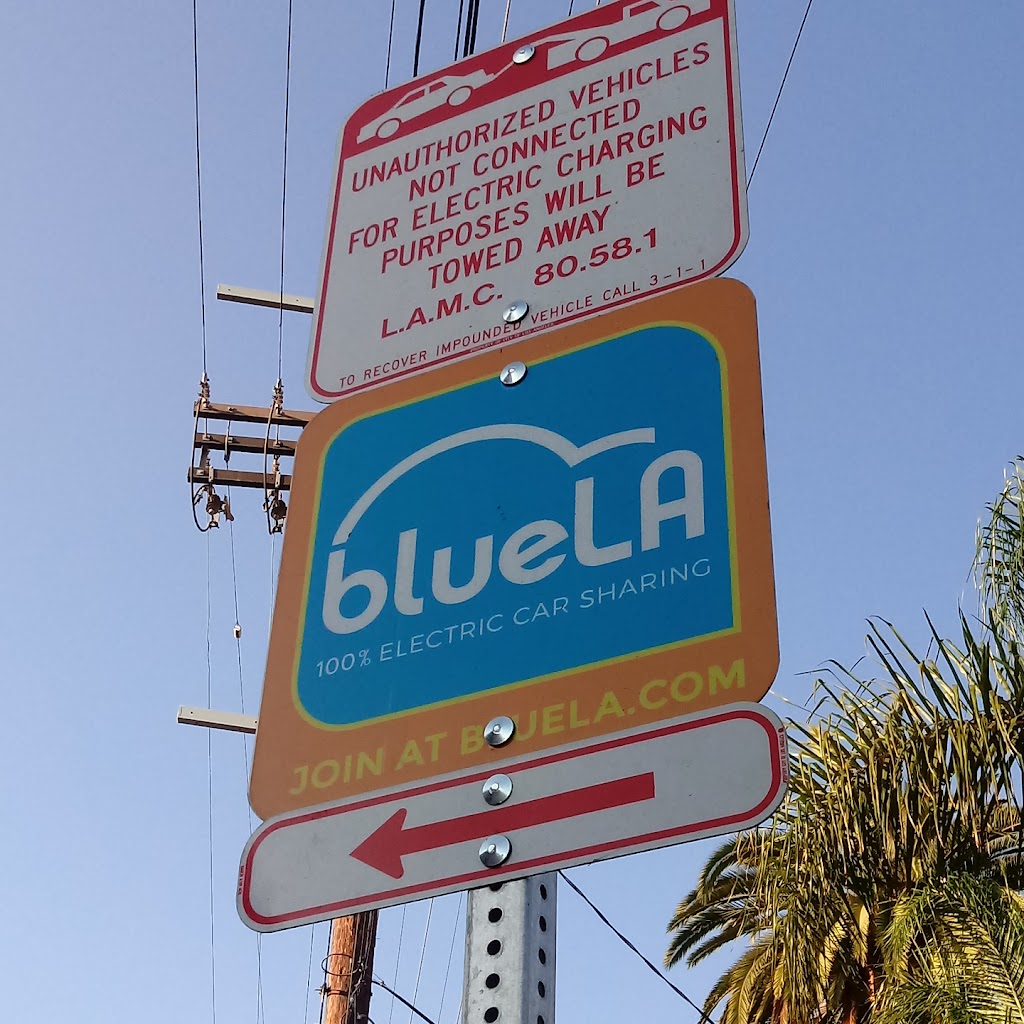 UNAUTHORIZED VEHICLES
NOT CONNECTED
FOR ELECTRIC CHARGING
PURPOSES WILL BE
TOWED AWAY
L.A.M.C. 80.58.1
TO RECOVER IMPOUNDED VEHICLE CALL 3-1-1
blueLA
100% ELECTRIC CAR SHARING
JOIN AT BLUELA.COM